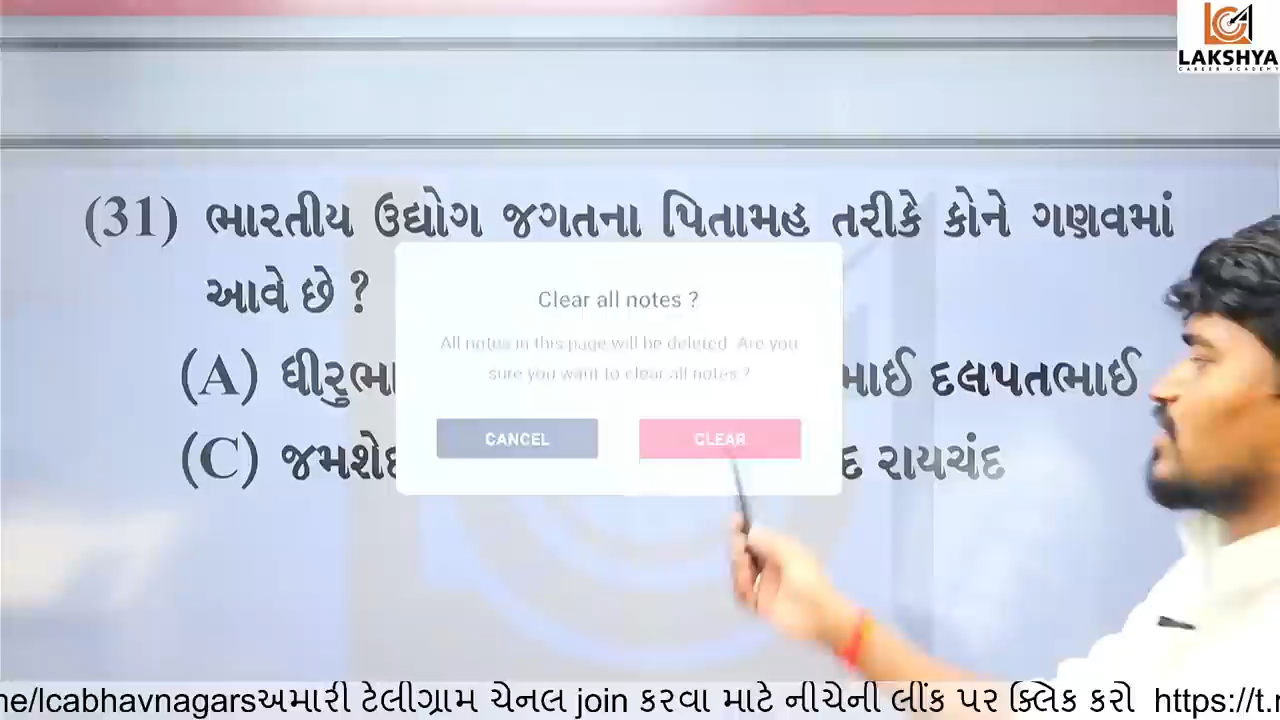 LAKSHYA
CAREER ACADEMY
(31) ભારતીય ઉદ્યોગ જગતના પિતામહ તરીકે કોને ગણવમાં
આવે છે ?
Clear all notes ?
All notes in this page will be deleted. Are you
sure you want to clear all notes ?
(A) દલપતભાઈ
CANCEL CLEAR
(C) રાયચંદ
me/lcabhavnagarsઅમારી ટેલીગ્રામ ચેનલ join કરવા માટે નીચેની લીંક પર ક્લિક કરો https://t.